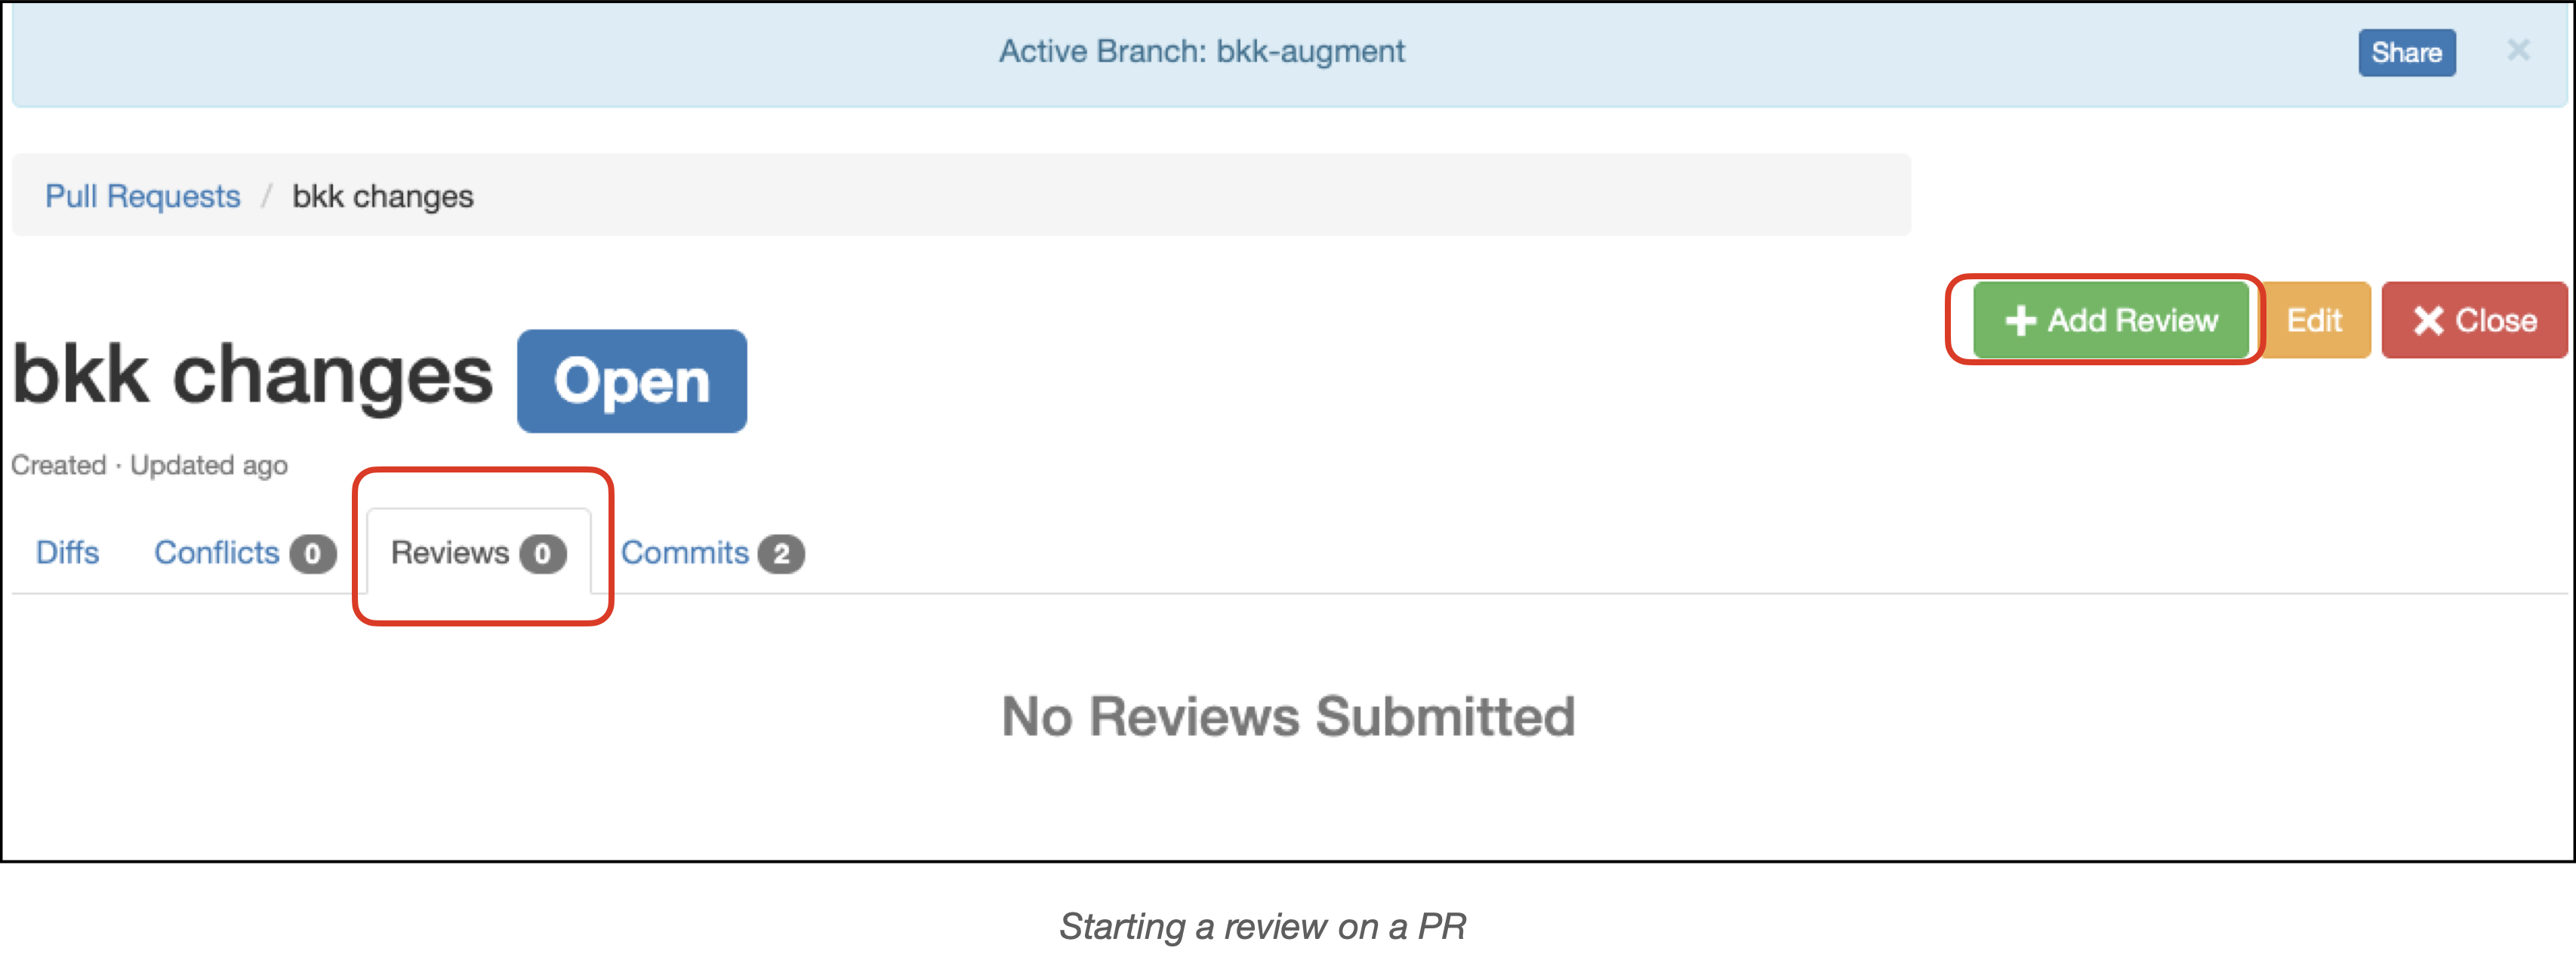 Active Branch: bkk-augment
Share ×
Pull Requests / bkk changes
+ Add Review Edit × Close
bkk changes Open
Created · Updated ago
Diffs Conflicts 0 Reviews 0 Commits 2
No Reviews Submitted
Starting a review on a PR